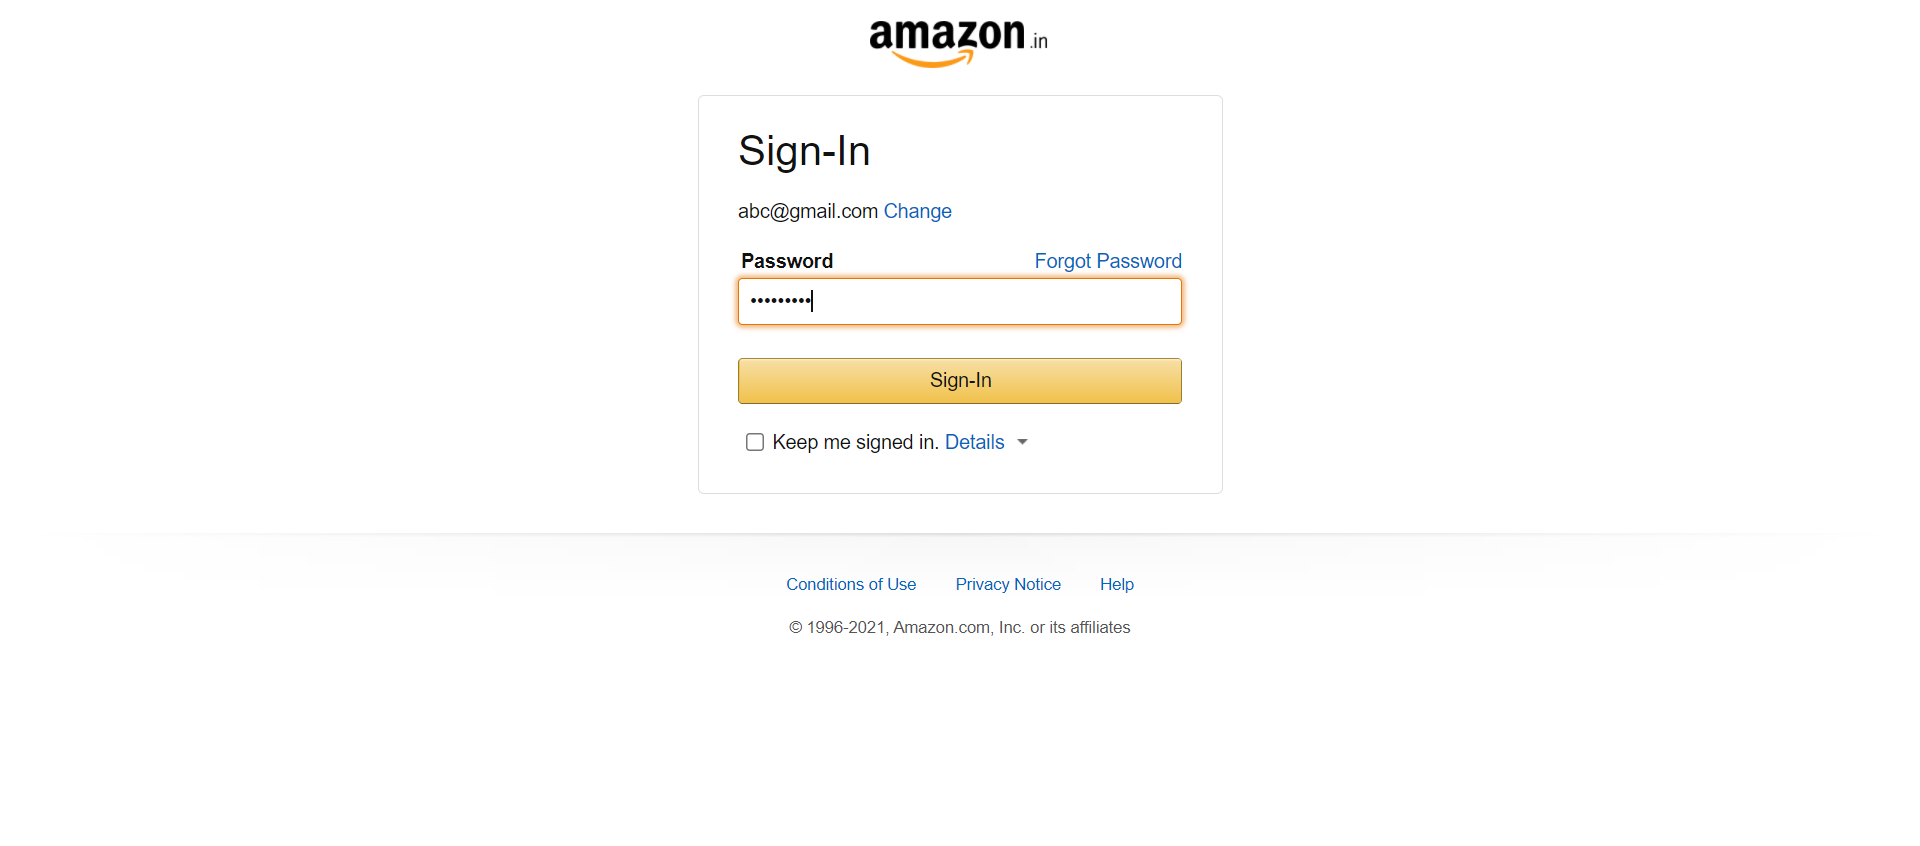 amazon.in
Sign-In
abc@gmail.com Change
Password Forgot Password
•••••••••
Sign-In
Keep me signed in. Details
Conditions of Use Privacy Notice Help
© 1996-2021, Amazon.com, Inc. or its affiliates